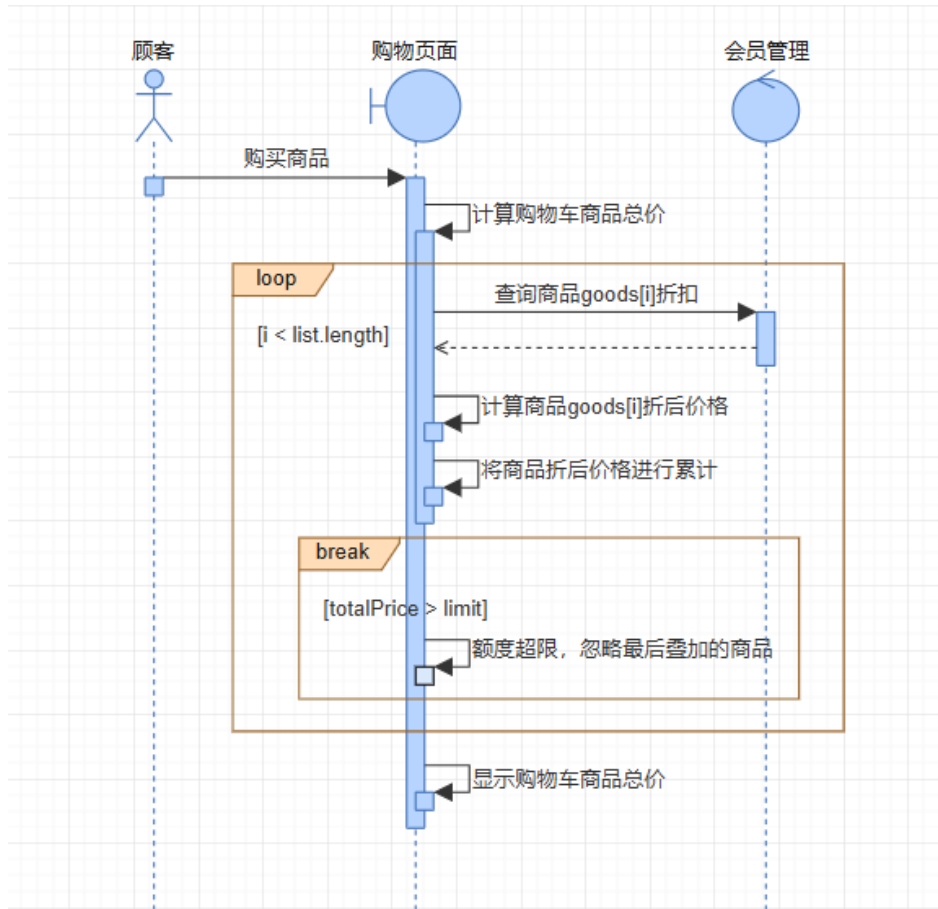 顾客
购物页面
会员管理
购买商品
计算购物车商品总价
loop
查询商品goods[i]折扣
[i < list.length]
计算商品goods[i]折后价格
将商品折后价格进行累计
break
[totalPrice > limit]
额度超限，忽略最后叠加的商品
显示购物车商品总价